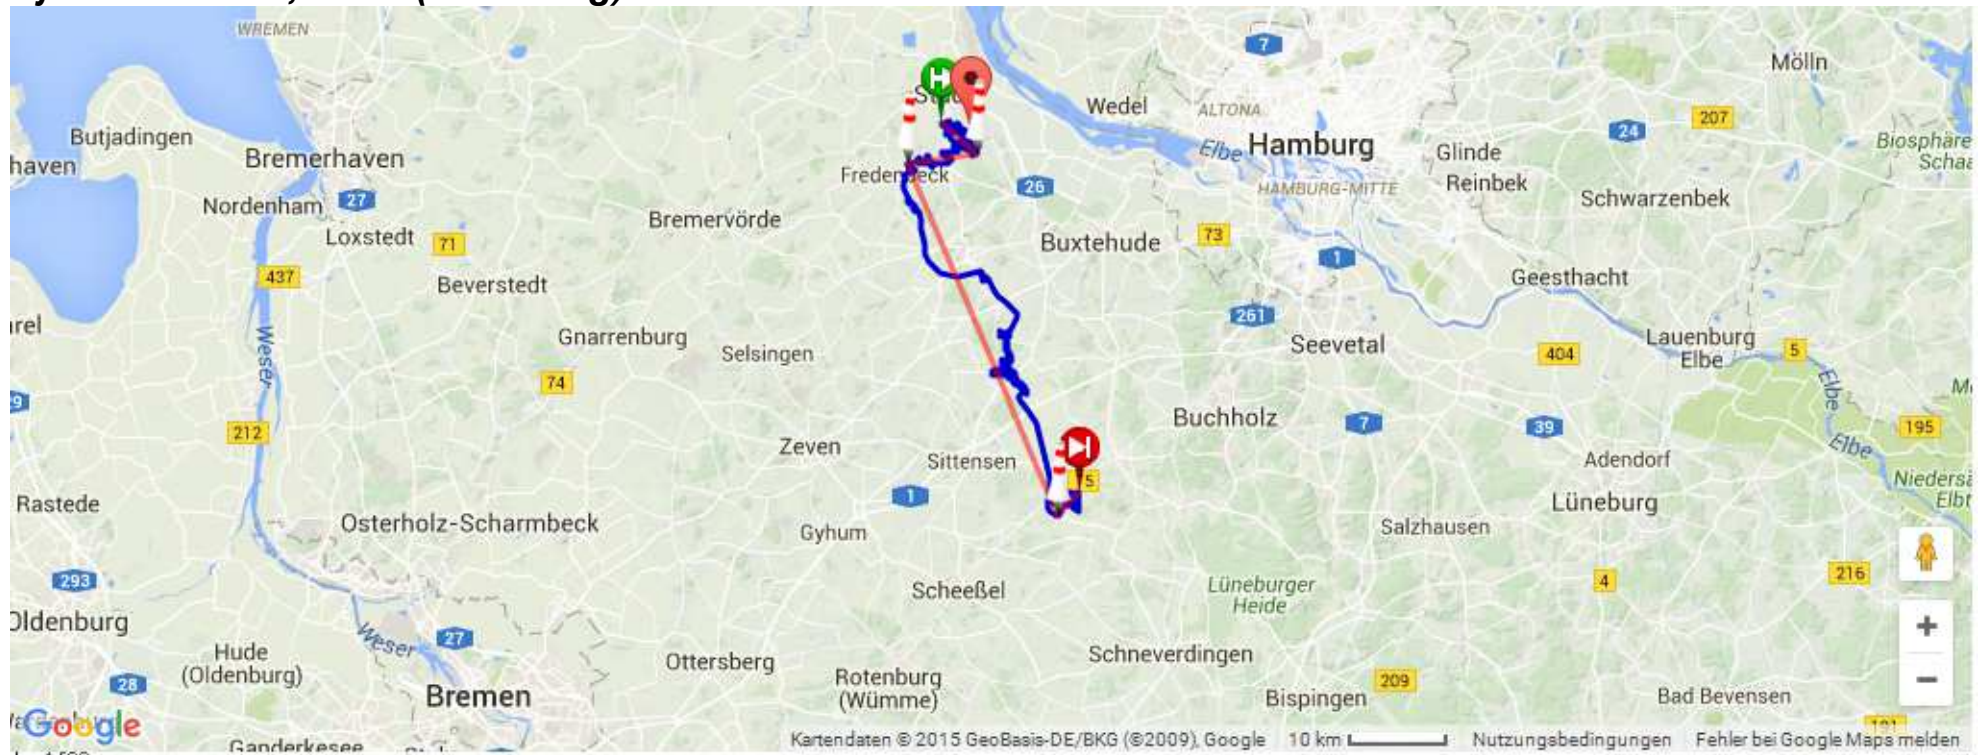 WREMEN
7
Mölln
Wedel
ALTONA
207
Butjadingen
24
Hamburg
Elbe
Bremerhaven
Glinde
Biosphäre
Fredenbeck
27
26
HAMBURG-MITTE
Reinbek
Nordenham
Schwarzenbek
Bremervörde
Loxstedt
71
Buxtehude
73
1
437
Beverstedt
Geesthacht
261
Weser
Gnarrenburg
Selsingen
Seevetal
404
Lauenburg
Elbe
5
74
Elbe
212
Buchholz
7
39
195
Zeven
Sittensen
Adendorf
Elbe
1
5
Rastede
Lüneburg
Osterholz-Scharmbeck
Gyhum
Salzhausen
293
Scheeßel
Lüneburger
Heide
4
216
Weser
27
Hude
(Oldenburg)
Ottersberg
Schneverdingen
Rotenburg
(Wümme)
28
Bremen
209
Bispingen
Bad Bevensen
Google
Ganderkesee
Kartendaten © 2015 GeoBasis-DE/BKG (©2009), Google
10 km
Nutzungsbedingungen
Fehler bei Google Maps melden